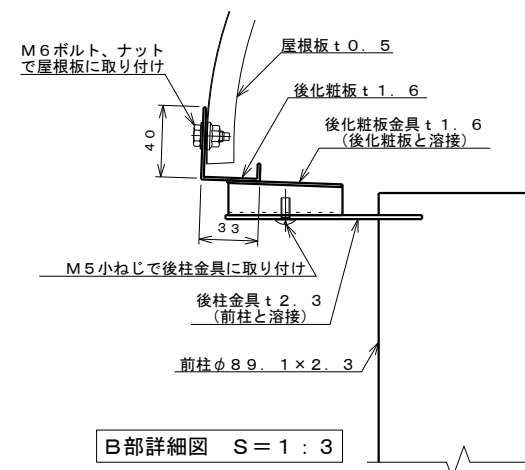 M6ボルト、ナット
で屋根板に取り付け
屋根板t0.5
後化粧板t1.6
後化粧板金具t1.6
(後化粧板と溶接)
40
33
M5小ねじで後柱金具に取り付け
後柱金具t2.3
(前柱と溶接)
前柱φ89.1×2.3
B部詳細図 S=1:3